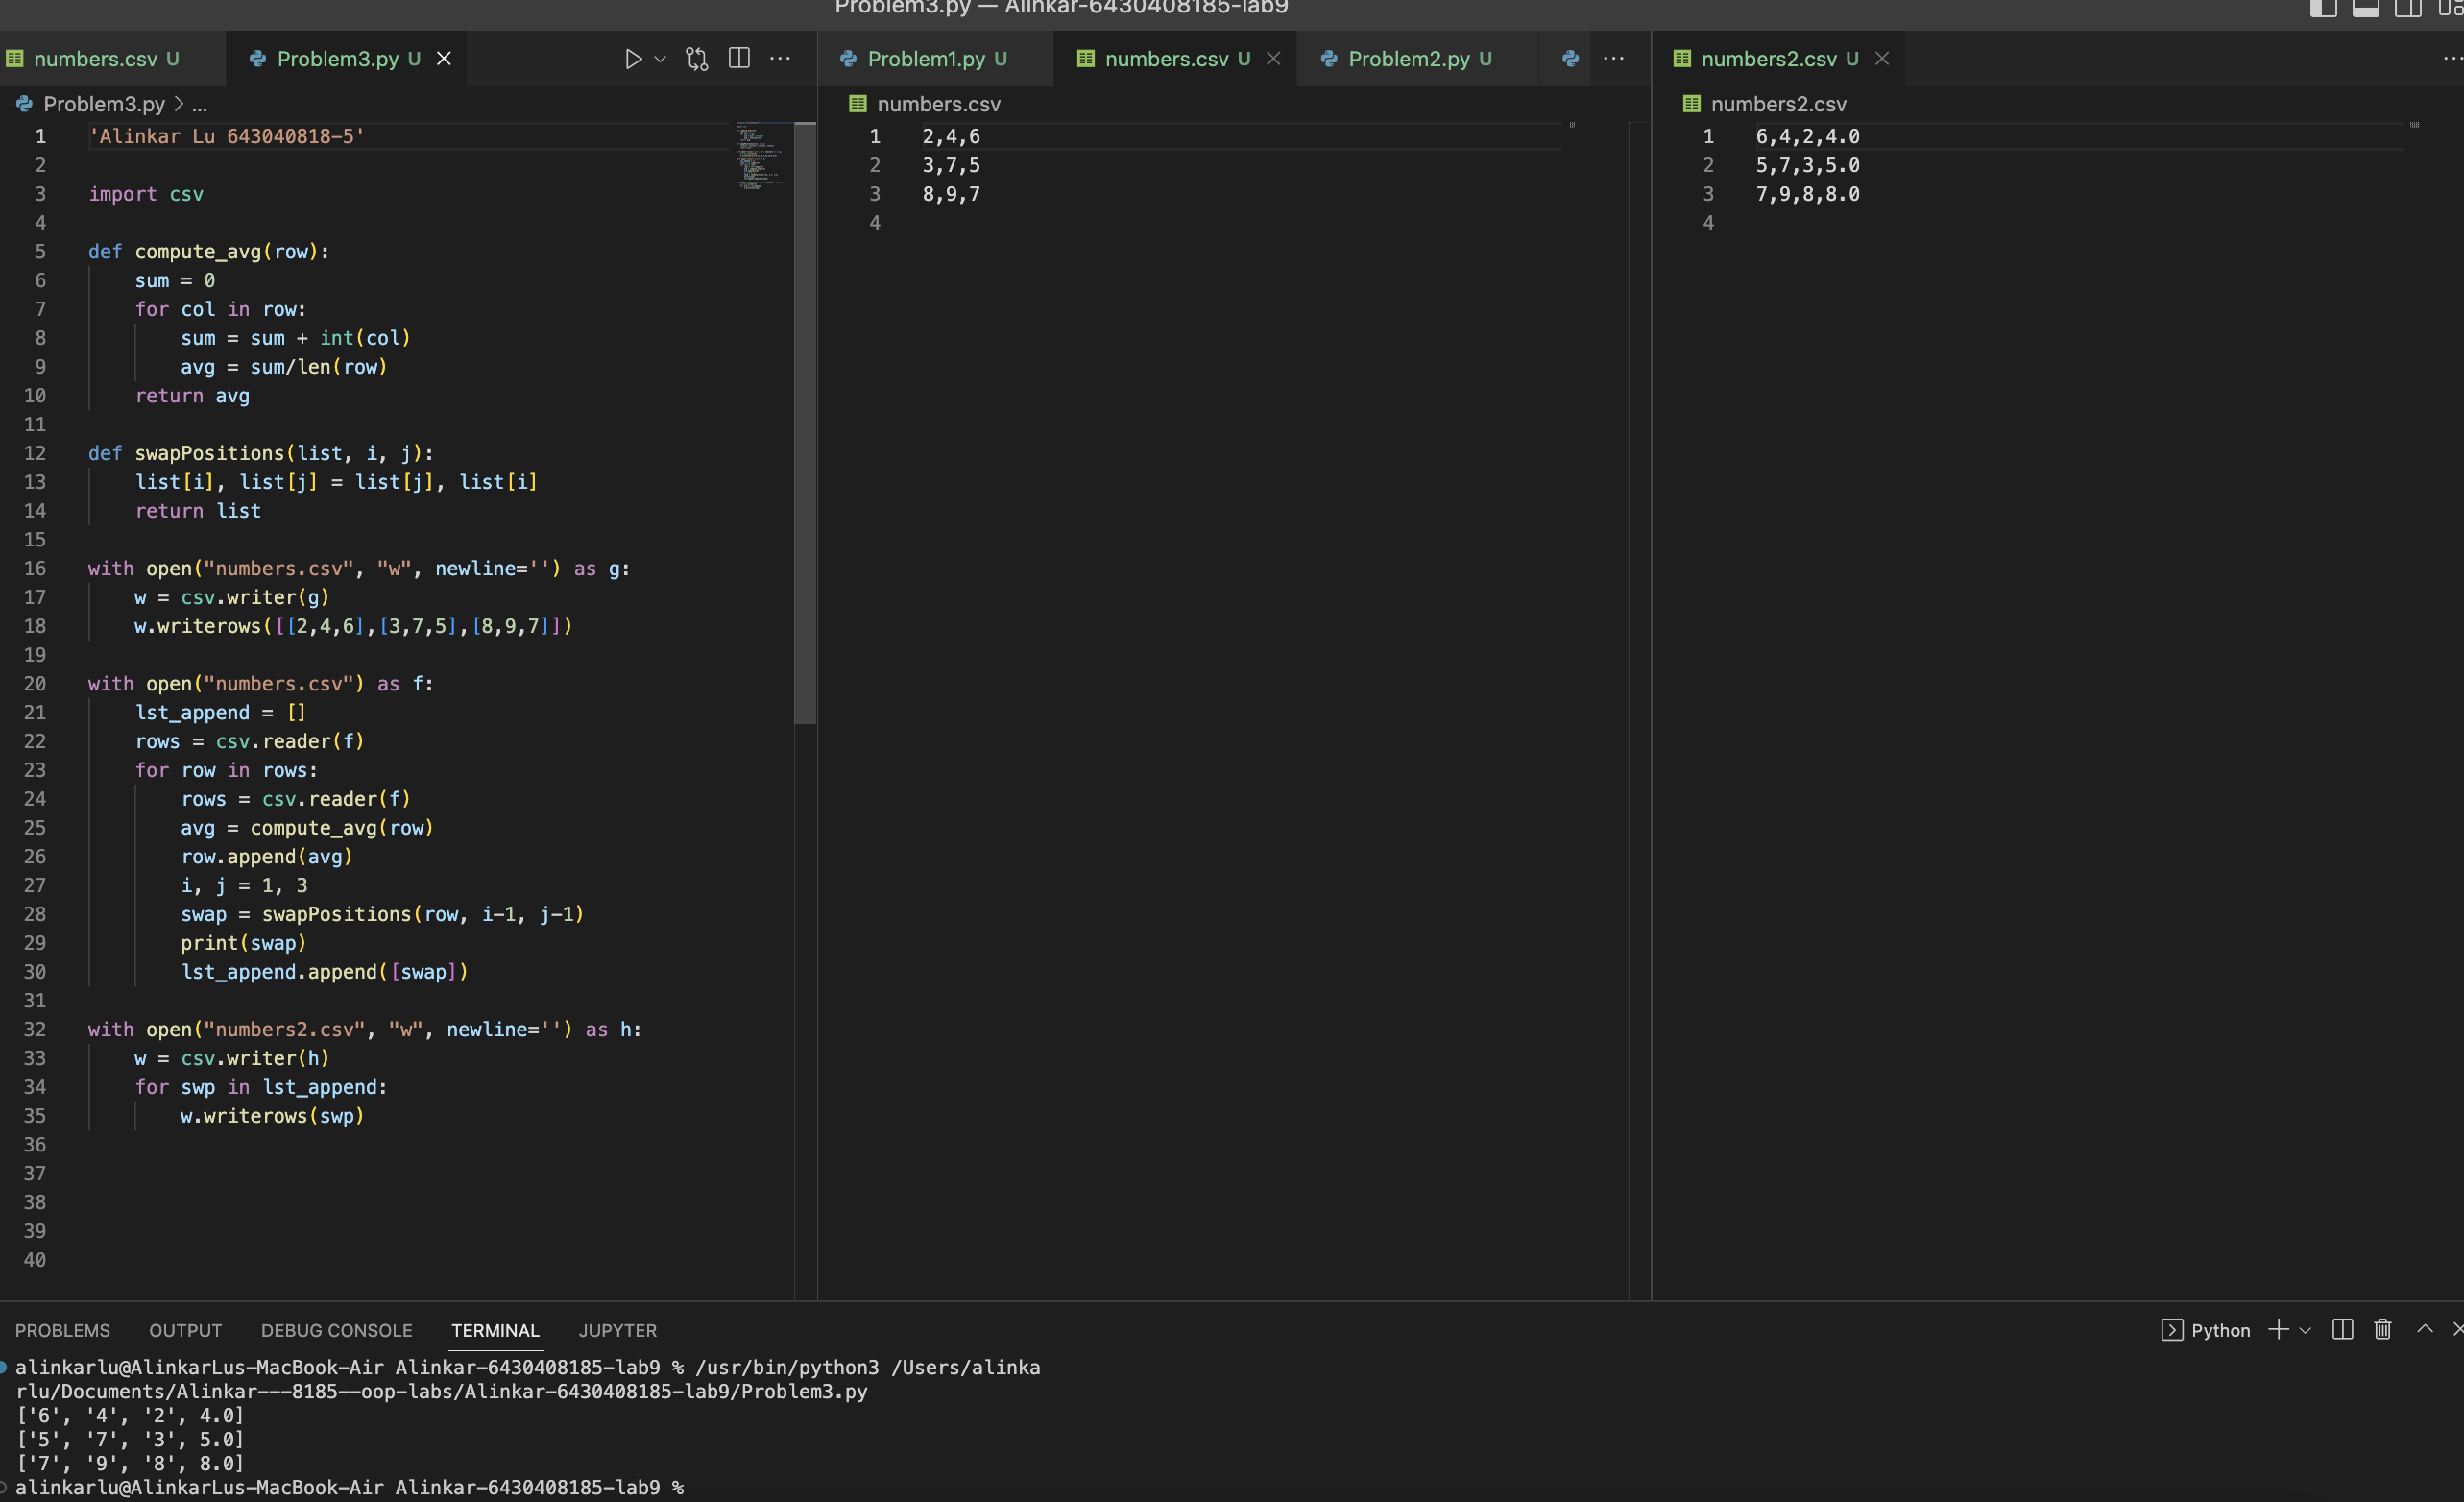 Problem3.py — Alinkar-6430408185-lab9
numbers.csv U
Problem3.py U
Problem1.py U
numbers.csv U
Problem2.py U
numbers2.csv U
Problem3.py > ...
1 'Alinkar Lu 643040818-5'
2
3 import csv
4
5 def compute_avg(row):
6     sum = 0
7     for col in row:
8         sum = sum + int(col)
9         avg = sum/len(row)
10     return avg
11
12 def swapPositions(list, i, j):
13     list[i], list[j] = list[j], list[i]
14     return list
15
16 with open("numbers.csv", "w", newline='') as g:
17     w = csv.writer(g)
18     w.writerows([[2,4,6],[3,7,5],[8,9,7]])
19
20 with open("numbers.csv") as f:
21     lst_append = []
22     rows = csv.reader(f)
23     for row in rows:
24         rows = csv.reader(f)
25         avg = compute_avg(row)
26         row.append(avg)
27         i, j = 1, 3
28         swap = swapPositions(row, i-1, j-1)
29         print(swap)
30         lst_append.append([swap])
31
32 with open("numbers2.csv", "w", newline='') as h:
33     w = csv.writer(h)
34     for swp in lst_append:
35         w.writerows(swp)
36
37
38
39
40
numbers.csv
1 2,4,6
2 3,7,5
3 8,9,7
4
numbers2.csv
1 6,4,2,4.0
2 5,7,3,5.0
3 7,9,8,8.0
4
PROBLEMS OUTPUT DEBUG CONSOLE TERMINAL JUPYTER
Python
alinkarlu@AlinkarLus-MacBook-Air Alinkar-6430408185-lab9 % /usr/bin/python3 /Users/alinka
rlu/Documents/Alinkar---8185--oop-labs/Alinkar-6430408185-lab9/Problem3.py
['6', '4', '2', 4.0]
['5', '7', '3', 5.0]
['7', '9', '8', 8.0]
alinkarlu@AlinkarLus-MacBook-Air Alinkar-6430408185-lab9 %